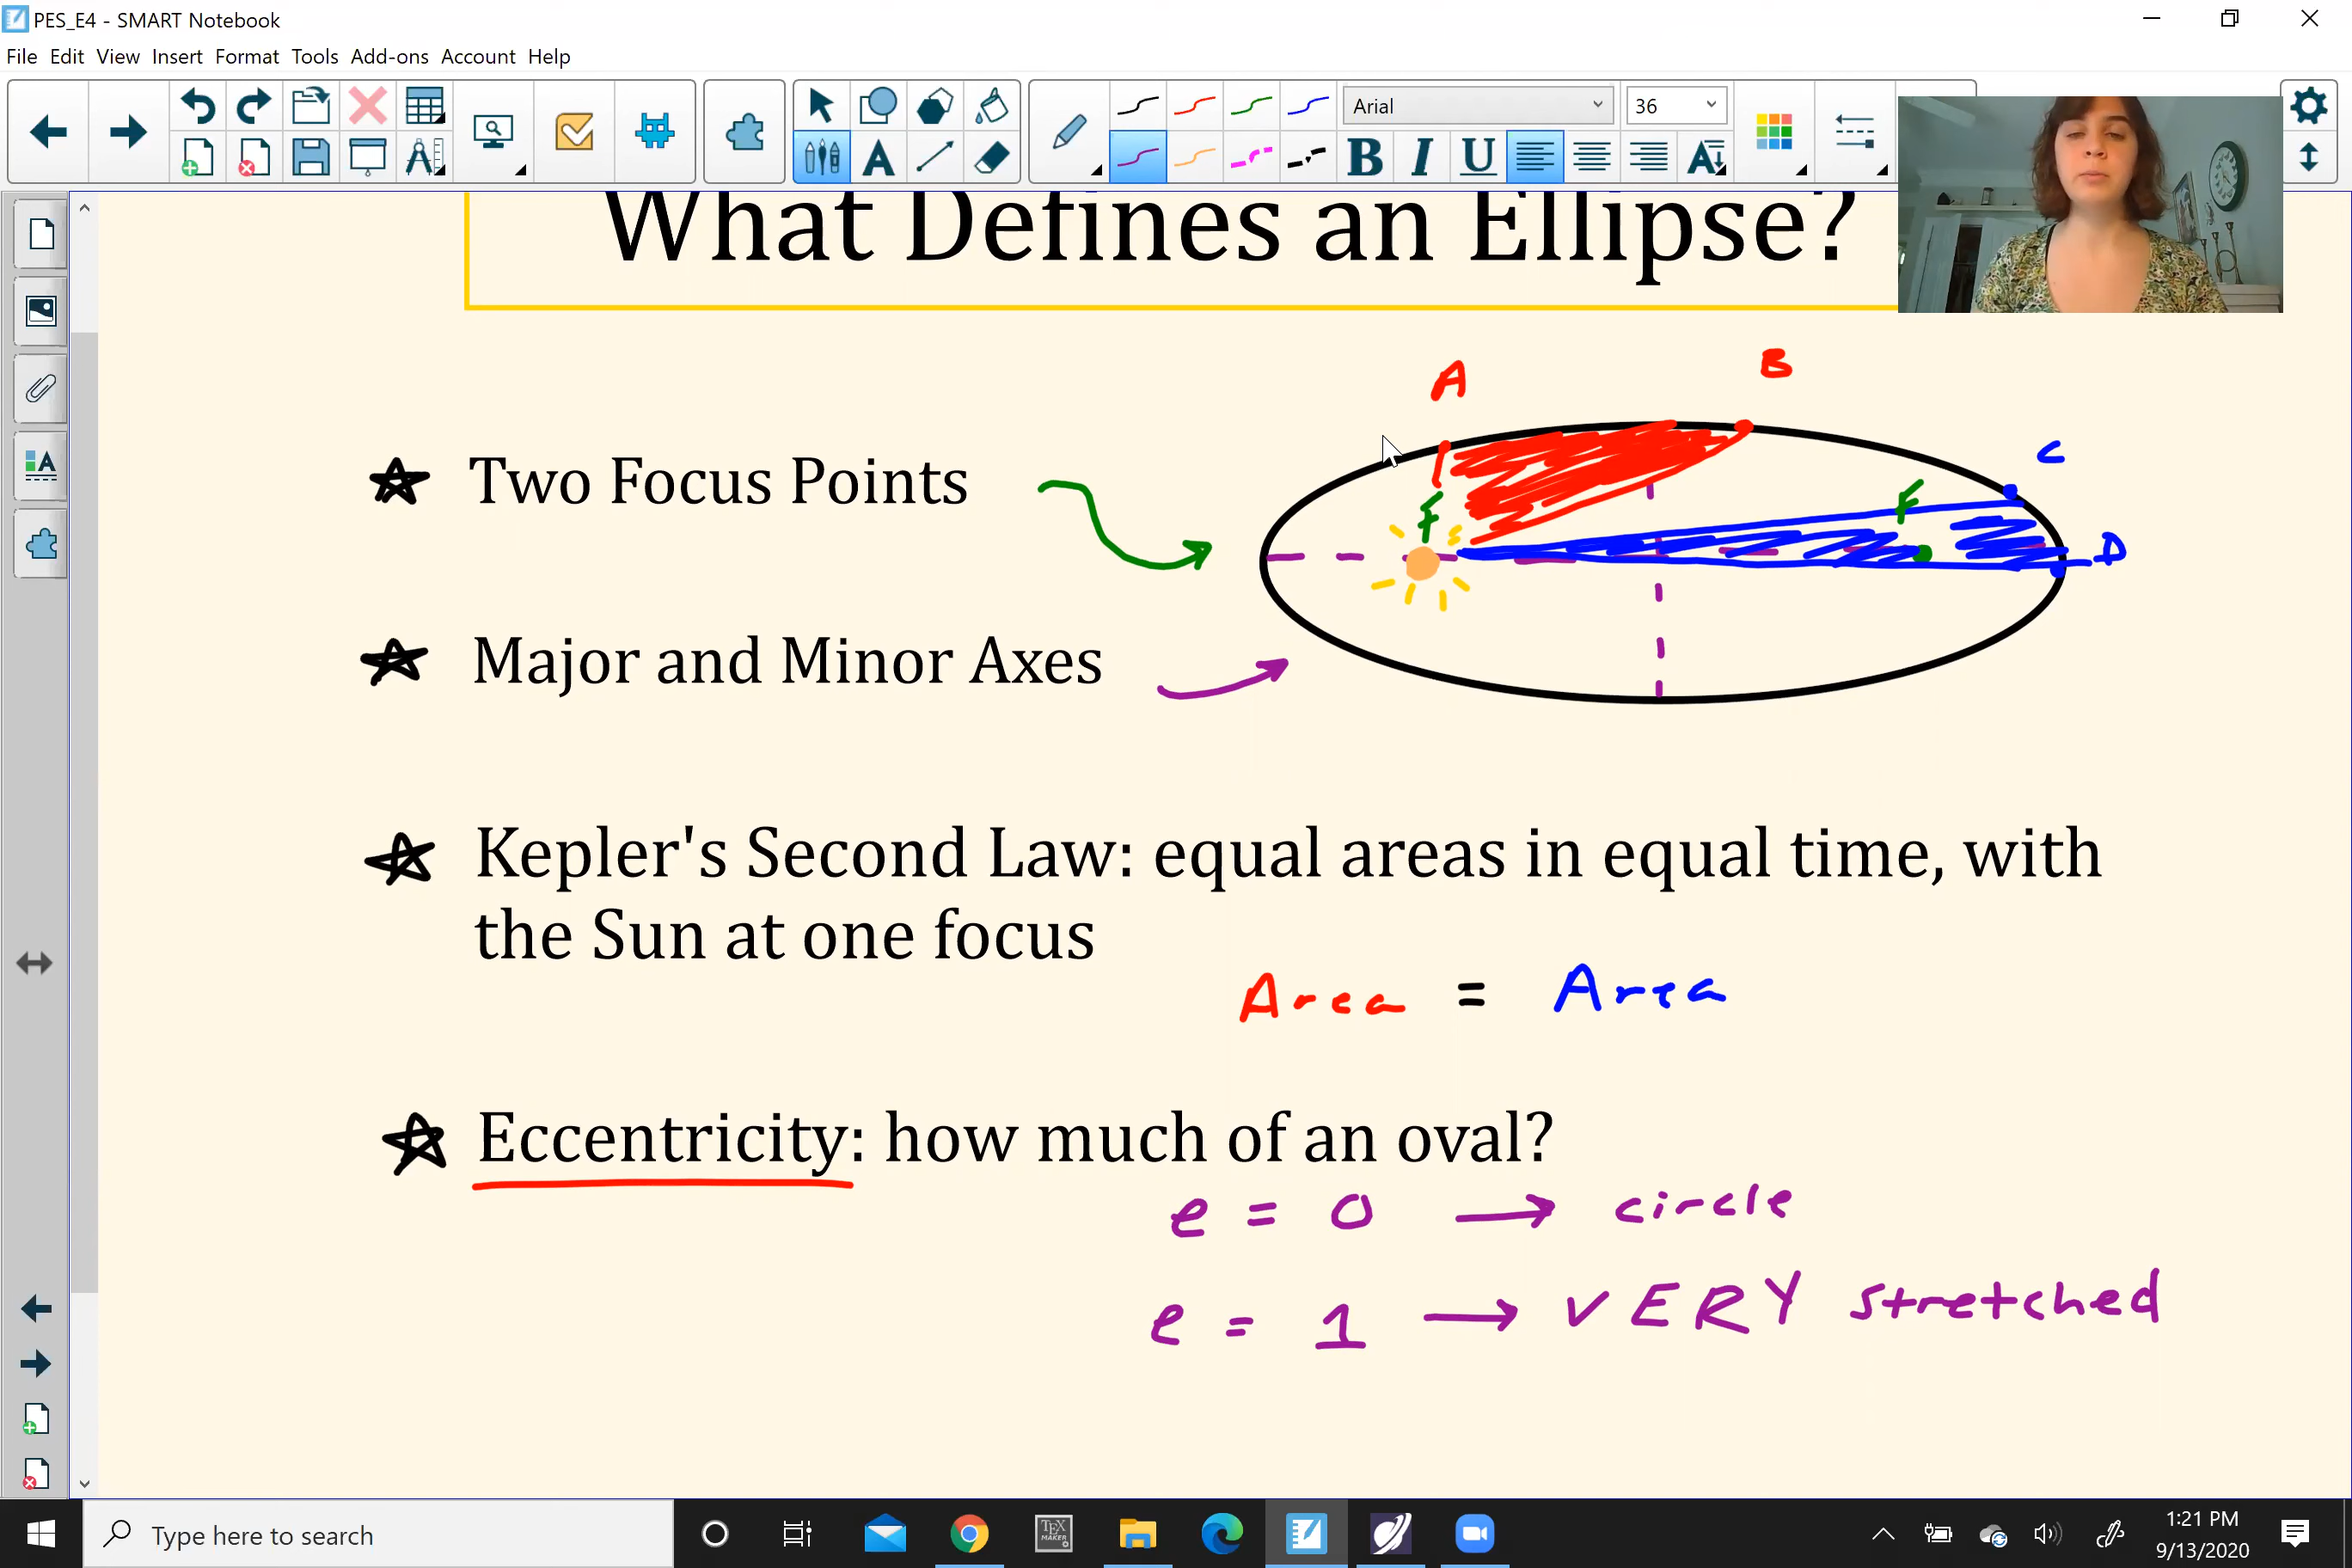 PES_E4 - SMART Notebook
File Edit View Insert Format Tools Add-ons Account Help
Arial
36
B I U
What Defines an Ellipse?
A
B
Two Focus Points
C
f
f
D
Major and Minor Axes
Kepler's Second Law: equal areas in equal time, with
the Sun at one focus
Area = Area
Eccentricity: how much of an oval?
e = 0 → circle
e = 1 → VERY stretched
Type here to search
TEX MAKER
1:21 PM
9/13/2020